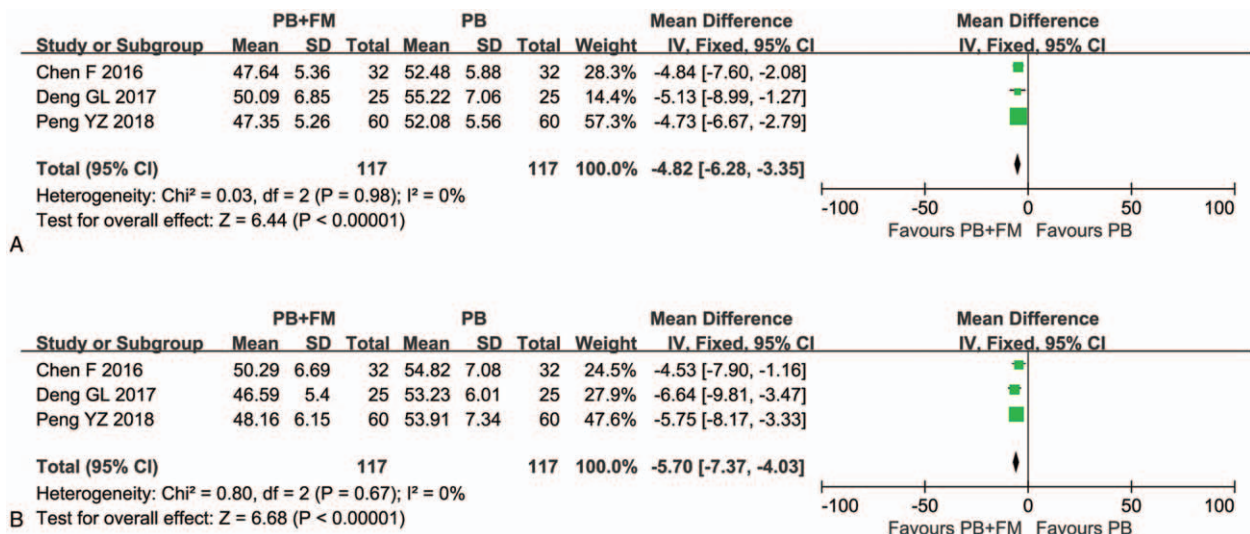 PB+FM PB Mean Difference Mean Difference
Study or Subgroup Mean SD Total Mean SD Total Weight IV, Fixed, 95% CI IV, Fixed, 95% CI
Chen F 2016 47.64 5.36 32 52.48 5.88 32 28.3% -4.84 [-7.60, -2.08]
Deng GL 2017 50.09 6.85 25 55.22 7.06 25 14.4% -5.13 [-8.99, -1.27]
Peng YZ 2018 47.35 5.26 60 52.08 5.56 60 57.3% -4.73 [-6.67, -2.79]
Total (95% CI) 117 117 100.0% -4.82 [-6.28, -3.35]
Heterogeneity: Chi² = 0.03, df = 2 (P = 0.98); I² = 0%
Test for overall effect: Z = 6.44 (P < 0.00001)
-100 -50 0 50 100
Favours PB+FM Favours PB
A
PB+FM PB Mean Difference Mean Difference
Study or Subgroup Mean SD Total Mean SD Total Weight IV, Fixed, 95% CI IV, Fixed, 95% CI
Chen F 2016 50.29 6.69 32 54.82 7.08 32 24.5% -4.53 [-7.90, -1.16]
Deng GL 2017 46.59 5.4 25 53.23 6.01 25 27.9% -6.64 [-9.81, -3.47]
Peng YZ 2018 48.16 6.15 60 53.91 7.34 60 47.6% -5.75 [-8.17, -3.33]
Total (95% CI) 117 117 100.0% -5.70 [-7.37, -4.03]
Heterogeneity: Chi² = 0.80, df = 2 (P = 0.67); I² = 0%
B Test for overall effect: Z = 6.68 (P < 0.00001)
-100 -50 0 50 100
Favours PB+FM Favours PB